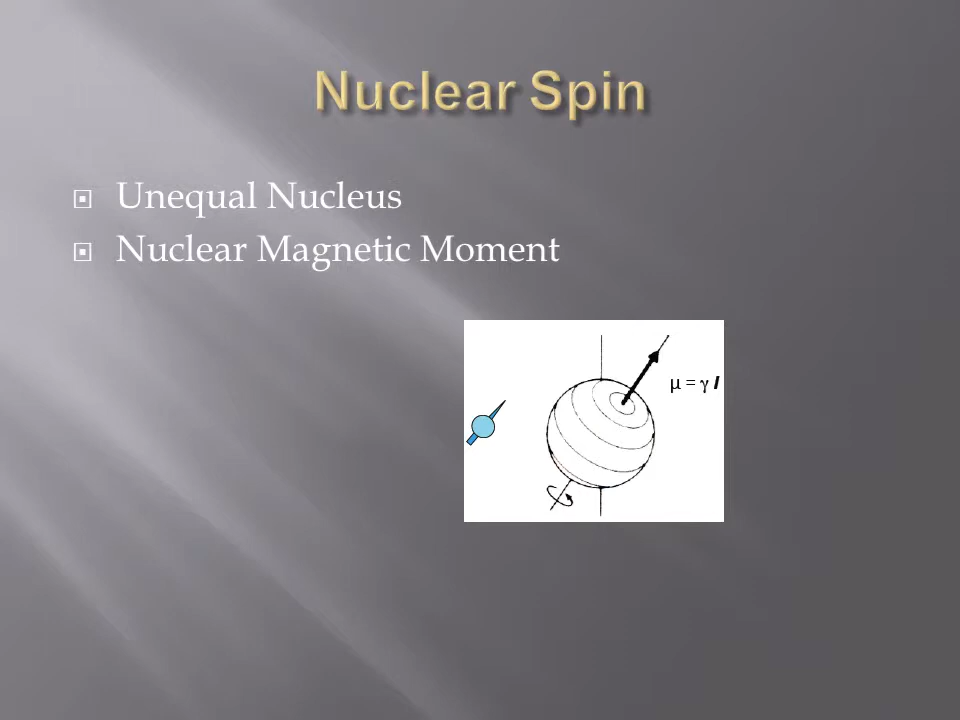 Nuclear Spin
Unequal Nucleus
Nuclear Magnetic Moment
μ = γ I